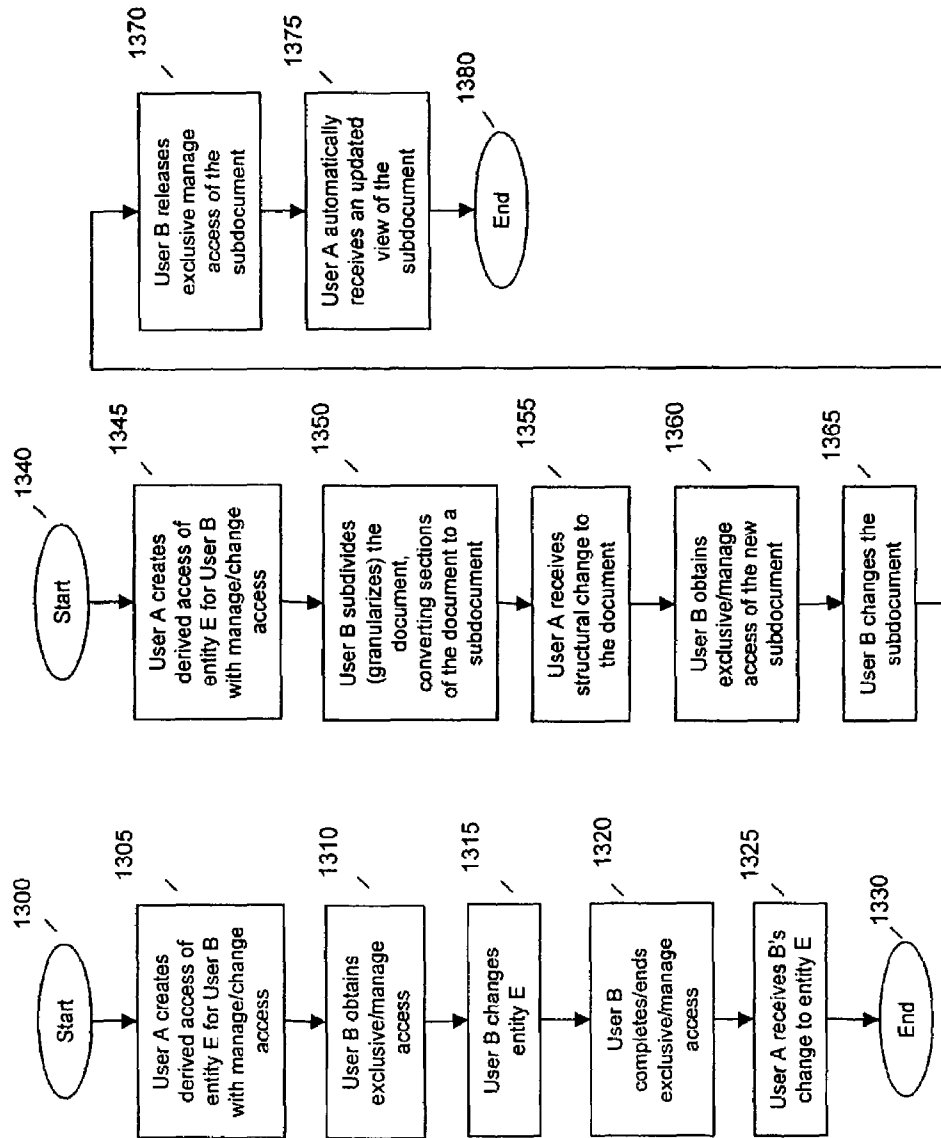 1300
Start
1305
User A creates
derived access of
entity E for User B
with manage/change
access
1310
User B obtains
exclusive/manage
access
1315
User B changes
entity E
1320
User B
completes/ends
exclusive/manage
access
1325
User A receives B's
change to entity E
1330
End
1340
Start
1345
User A creates
derived access of
entity E for User B
with manage/change
access
1350
User B subdivides
(granularizes) the
document,
converting sections
of the document to a
subdocument
1355
User A receives
structural change to
the document
1360
User B obtains
exclusive/manage
access of the new
subdocument
1365
User B changes the
subdocument
1370
User B releases
exclusive manage
access of the
subdocument
1375
User A automatically
receives an updated
view of the
subdocument
1380
End